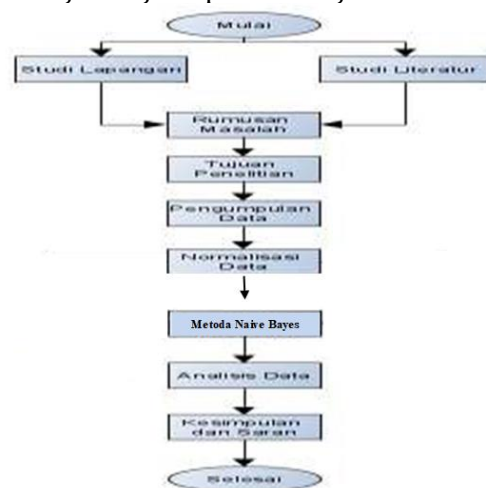 Mulai
Studi Lapangan
Studi Literatur
Rumusan
Masalah
Tujuan
Penelitian
Pengumpulan
Data
Normalisasi
Data
Metoda Naive Bayes
Analisis Data
Kesimpulan
dan Saran
Selesai